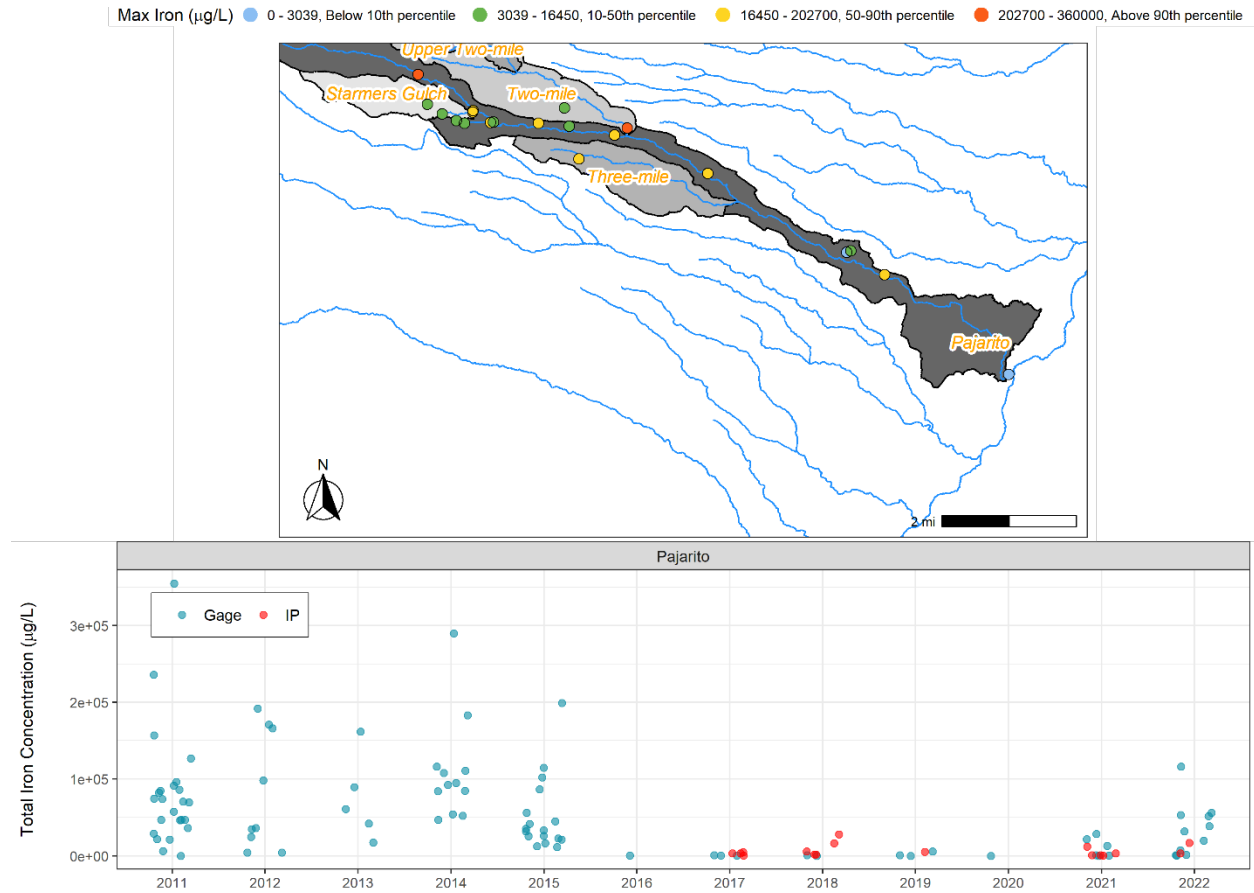 Max Iron (μg/L) 0 - 3039, Below 10th percentile 3039 - 16450, 10-50th percentile 16450 - 202700, 50-90th percentile 202700 - 360000, Above 90th percentile
Upper Two-mile
Starmers Gulch
Two-mile
Three-mile
Pajarito
N
2 mi
Pajarito
Total Iron Concentration (μg/L)
Gage IP
3e+05
2e+05
1e+05
0e+00
2011 2012 2013 2014 2015 2016 2017 2018 2019 2020 2021 2022